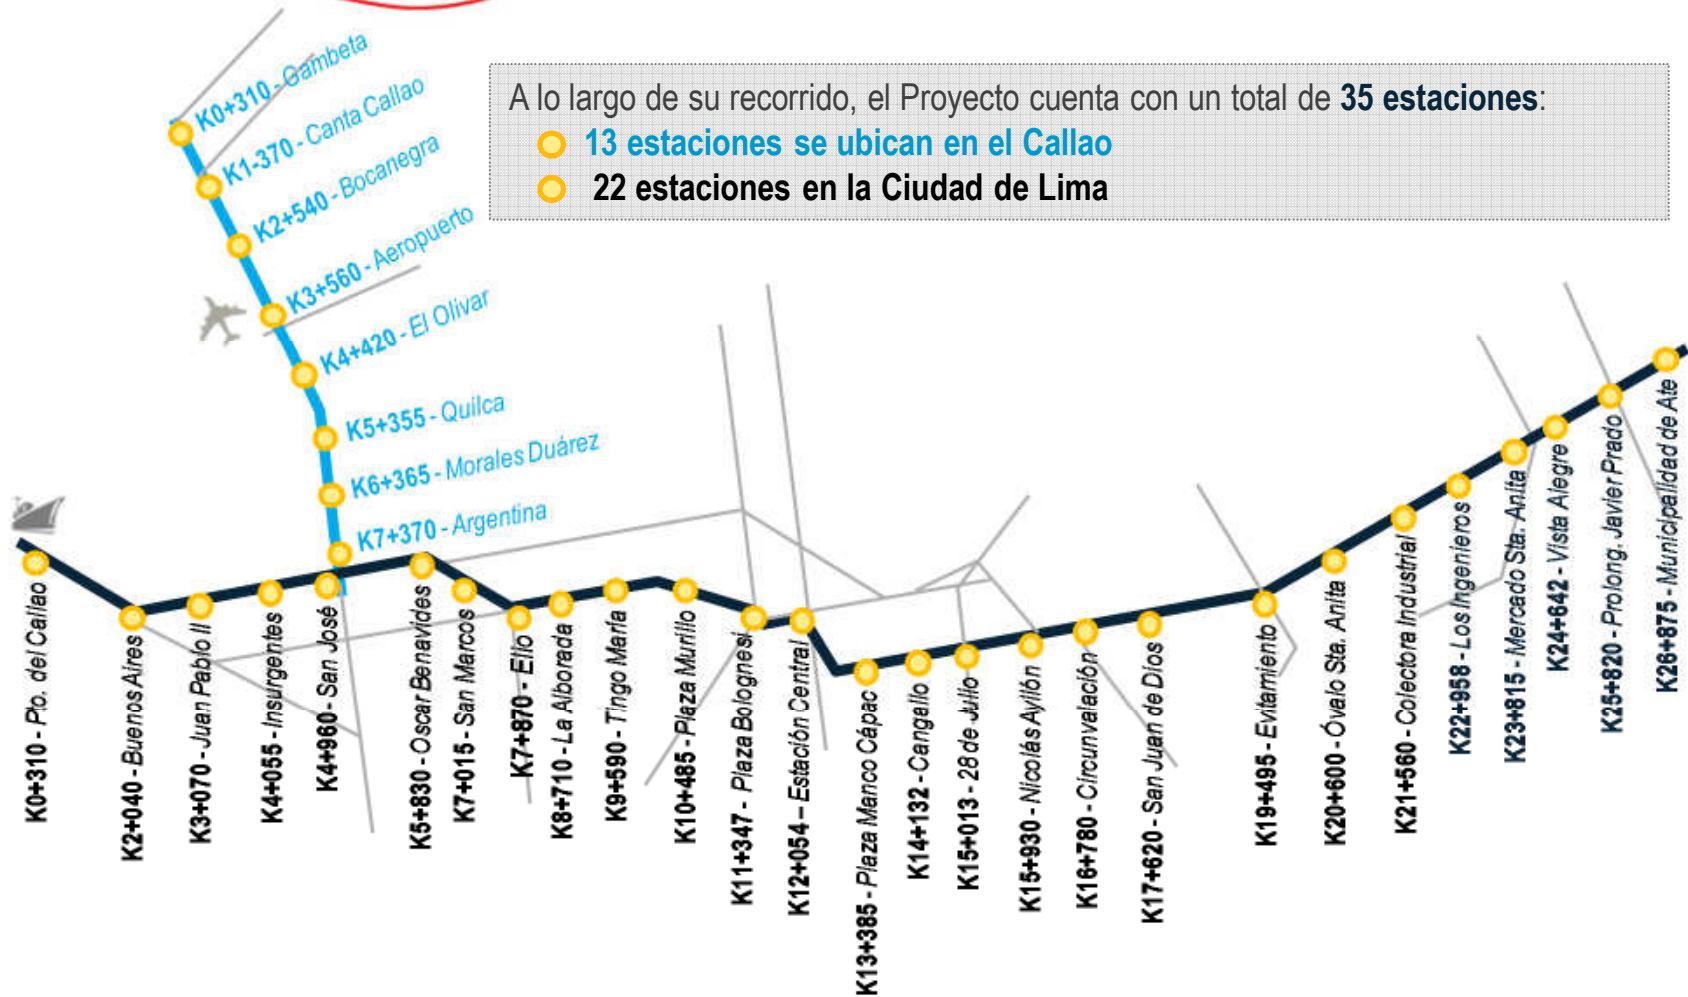 A lo largo de su recorrido, el Proyecto cuenta con un total de 35 estaciones:
13 estaciones se ubican en el Callao
22 estaciones en la Ciudad de Lima
K0+310 - Gambeta
K1-370 - Canta Callao
K2+540 - Bocanegra
K3+560 - Aeropuerto
K4+420 - El Olivar
K5+355 - Quilca
K6+365 - Morales Duárez
K7+370 - Argentina
K0+310 - Pto. del Callao
K2+040 - Buenos Aires
K3+070 - Juan Pablo II
K4+055 - Insurgentes
K4+960 - San José
K5+830 - Oscar Benavides
K7+015 - San Marcos
K7+870 - Elio
K8+710 - La Alborada
K9+590 - Tingo María
K10+485 - Plaza Murillo
K11+347 - Plaza Bolognesi
K12+054 – Estación Central
K13+385 - Plaza Manco Cápac
K14+132 - Cangallo
K15+013 - 28 de Julio
K15+930 - Nicolás Ayllón
K16+780 - Circunvalación
K17+620 - San Juan de Dios
K19+495 - Evitamiento
K20+600 - Óvalo Sta. Anita
K21+560 - Colectora Industrial
K22+958 - Los Ingenieros
K23+815 - Mercado Sta. Anita
K24+642 - Vista Alegre
K25+820 - Prolong. Javier Prado
K26+875 - Municipalidad de Ate